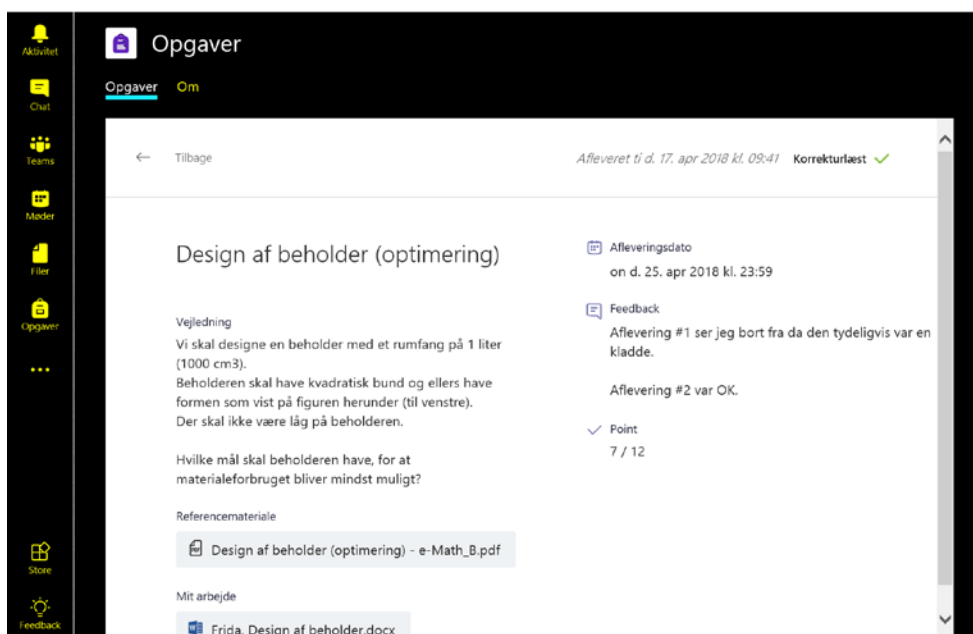 Aktivitet
Chat
Teams
Møder
Filer
Opgaver
Store
Feedback
Opgaver
Opgaver Om
Tilbage
Afleveret ti d. 17. apr 2018 kl. 09:41 Korrekturlæst
Design af beholder (optimering)
Vejledning
Vi skal designe en beholder med et rumfang på 1 liter
(1000 cm3).
Beholderen skal have kvadratisk bund og ellers have
formen som vist på figuren herunder (til venstre).
Der skal ikke være låg på beholderen.
Hvilke mål skal beholderen have, for at
materialeforbruget bliver mindst muligt?
Referencemateriale
Design af beholder (optimering) - e-Math_B.pdf
Mit arbejde
Frida. Design af beholder.docx
Afleveringsdato
on d. 25. apr 2018 kl. 23:59
Feedback
Aflevering #1 ser jeg bort fra da den tydeligvis var en
kladde.
Aflevering #2 var OK.
Point
7 / 12